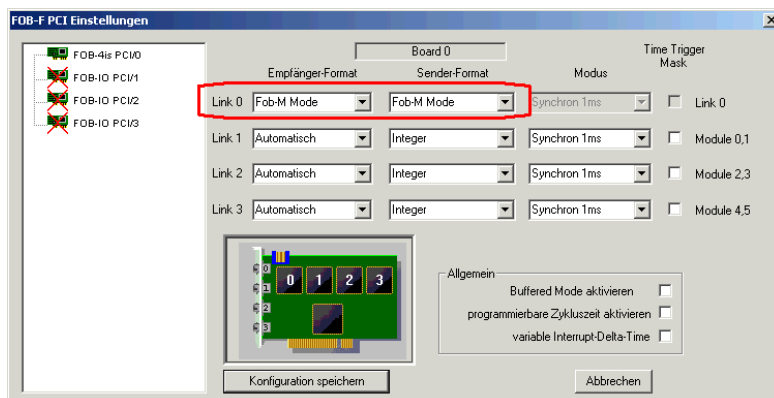 FOB-F PCI Einstellungen
FOB-4is PCI/0
FOB-IO PCI/1
FOB-IO PCI/2
FOB-IO PCI/3
Board 0
Time Trigger
Mask
Empfänger-Format Sender-Format Modus
Link 0 Fob-M Mode Fob-M Mode Synchron 1ms Link 0
Link 1 Automatisch Integer Synchron 1ms Module 0,1
Link 2 Automatisch Integer Synchron 1ms Module 2,3
Link 3 Automatisch Integer Synchron 1ms Module 4,5
0
1
2
3
0 1 2 3
Allgemein
Buffered Mode aktivieren
programmierbare Zykluszeit aktivieren
variable Interrupt-Delta-Time
Konfiguration speichern Abbrechen